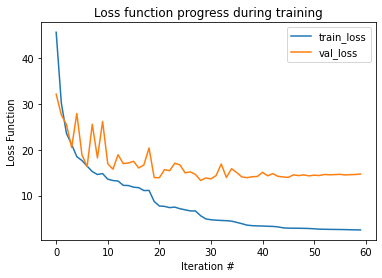 Loss function progress during training
train_loss
val_loss
Loss Function
40
30
20
10
0
10
20
30
40
50
60
Iteration #